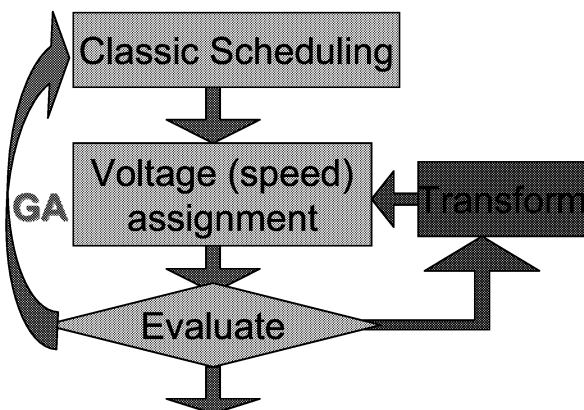 Classic Scheduling
Voltage (speed)
assignment
Transform
GA
Evaluate